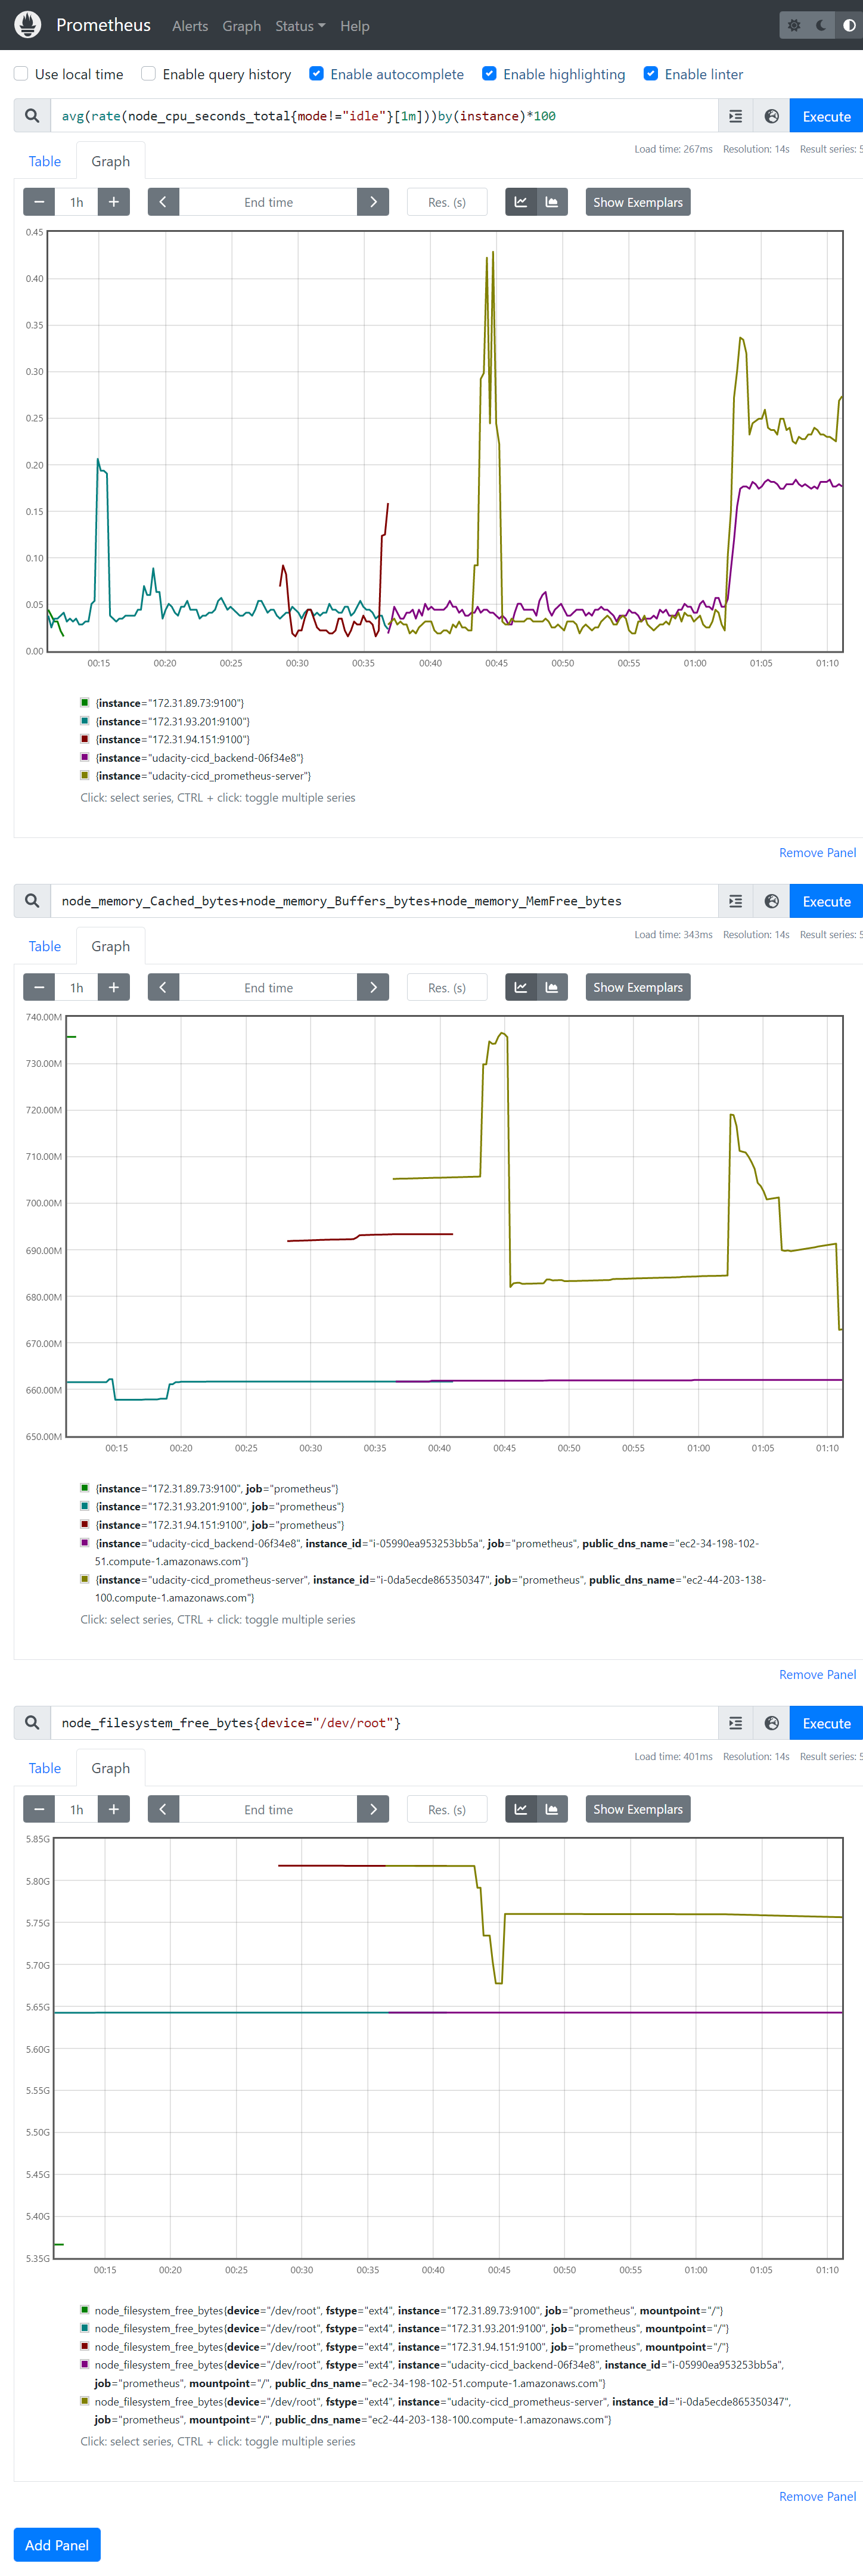 Prometheus Alerts Graph Status Help
Use local time Enable query history Enable autocomplete Enable highlighting Enable linter
avg(rate(node_cpu_seconds_total{mode!="idle"}[1m]))by(instance)*100 Execute
Load time: 267ms Resolution: 14s Result series: 5
Table Graph
1h End time Res. (s) Show Exemplars
0.45
0.40
0.35
0.30
0.25
0.20
0.15
0.10
0.05
0.00
00:15 00:20 00:25 00:30 00:35 00:40 00:45 00:50 00:55 01:00 01:05 01:10
{instance="172.31.89.73:9100"}
{instance="172.31.93.201:9100"}
{instance="172.31.94.151:9100"}
{instance="udacity-cicd_backend-06f34e8"}
{instance="udacity-cicd_prometheus-server"}
Click: select series, CTRL + click: toggle multiple series
Remove Panel
node_memory_Cached_bytes+node_memory_Buffers_bytes+node_memory_MemFree_bytes Execute
Load time: 343ms Resolution: 14s Result series: 5
Table Graph
1h End time Res. (s) Show Exemplars
740.00M
730.00M
720.00M
710.00M
700.00M
690.00M
680.00M
670.00M
660.00M
650.00M
00:15 00:20 00:25 00:30 00:35 00:40 00:45 00:50 00:55 01:00 01:05 01:10
{instance="172.31.89.73:9100", job="prometheus"}
{instance="172.31.93.201:9100", job="prometheus"}
{instance="172.31.94.151:9100", job="prometheus"}
{instance="udacity-cicd_backend-06f34e8", instance_id="i-05990ea953253bb5a", job="prometheus", public_dns_name="ec2-34-198-102-
51.compute-1.amazonaws.com"}
{instance="udacity-cicd_prometheus-server", instance_id="i-0da5ecde865350347", job="prometheus", public_dns_name="ec2-44-203-138-
100.compute-1.amazonaws.com"}
Click: select series, CTRL + click: toggle multiple series
Remove Panel
node_filesystem_free_bytes{device="/dev/root"} Execute
Load time: 401ms Resolution: 14s Result series: 5
Table Graph
1h End time Res. (s) Show Exemplars
5.85G
5.80G
5.75G
5.70G
5.65G
5.60G
5.55G
5.50G
5.45G
5.40G
5.35G
00:15 00:20 00:25 00:30 00:35 00:40 00:45 00:50 00:55 01:00 01:05 01:10
node_filesystem_free_bytes{device="/dev/root", fstype="ext4", instance="172.31.89.73:9100", job="prometheus", mountpoint="/"}
node_filesystem_free_bytes{device="/dev/root", fstype="ext4", instance="172.31.93.201:9100", job="prometheus", mountpoint="/"}
node_filesystem_free_bytes{device="/dev/root", fstype="ext4", instance="172.31.94.151:9100", job="prometheus", mountpoint="/"}
node_filesystem_free_bytes{device="/dev/root", fstype="ext4", instance="udacity-cicd_backend-06f34e8", instance_id="i-05990ea953253bb5a",
job="prometheus", mountpoint="/", public_dns_name="ec2-34-198-102-51.compute-1.amazonaws.com"}
node_filesystem_free_bytes{device="/dev/root", fstype="ext4", instance="udacity-cicd_prometheus-server", instance_id="i-0da5ecde865350347",
job="prometheus", mountpoint="/", public_dns_name="ec2-44-203-138-100.compute-1.amazonaws.com"}
Click: select series, CTRL + click: toggle multiple series
Remove Panel
Add Panel